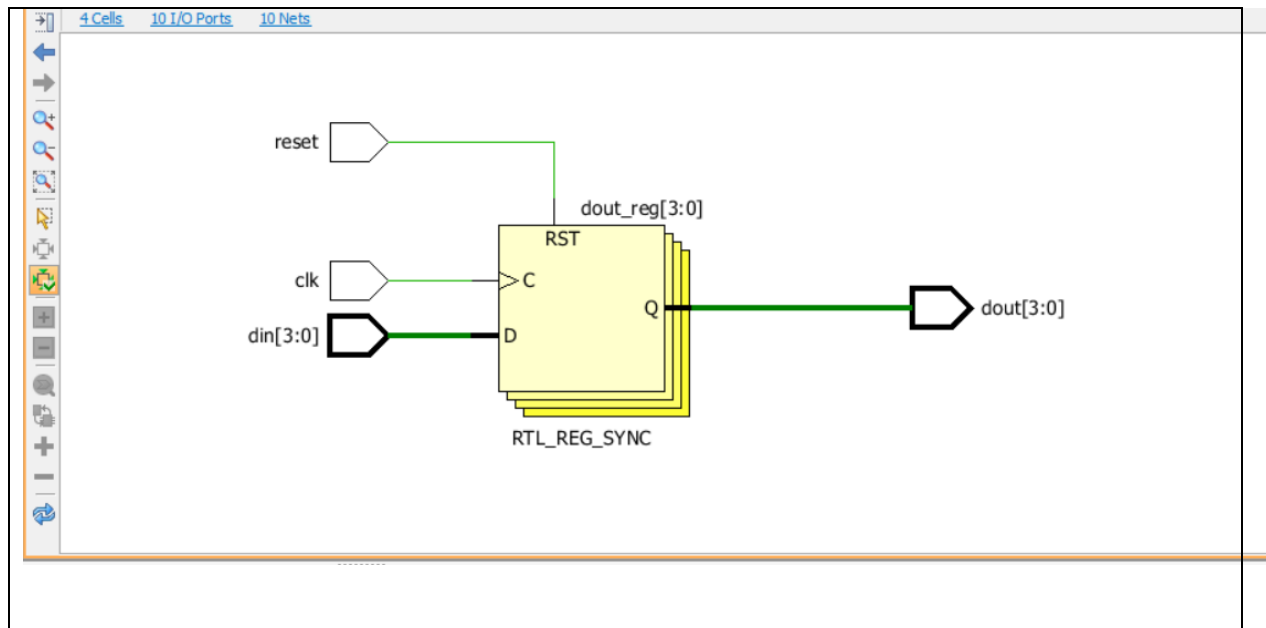 4 Cells 10 I/O Ports 10 Nets
reset
dout_reg[3:0]
RST
clk
C
Q
dout[3:0]
din[3:0]
D
RTL_REG_SYNC